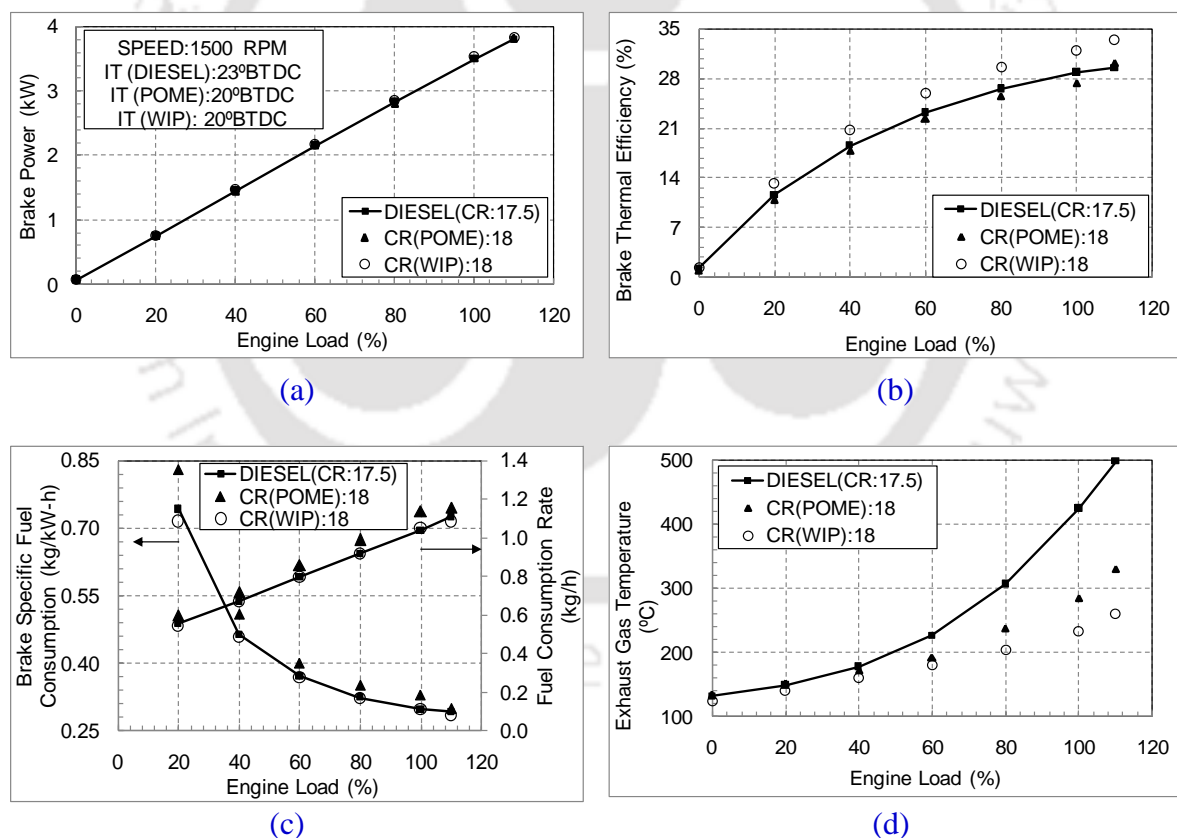 4
3
2
1
0
Brake Power (kW)
SPEED:1500 RPM
IT (DIESEL):23ºBTDC
IT (POME):20ºBTDC
IT (WIP): 20ºBTDC
DIESEL(CR:17.5)
CR(POME):18
CR(WIP):18
0 20 40 60 80 100 120
Engine Load (%)
(a)
35
28
21
14
7
0
Brake Thermal Efficiency (%)
DIESEL(CR:17.5)
CR(POME):18
CR(WIP):18
0 20 40 60 80 100 120
Engine Load (%)
(b)
0.85
0.70
0.55
0.40
0.25
Brake Specific Fuel
Consumption (kg/kW-h)
DIESEL(CR:17.5)
CR(POME):18
CR(WIP):18
1.4
1.2
1.0
0.8
0.6
0.4
0.2
0.0
Fuel Consumption Rate
(kg/h)
0 20 40 60 80 100 120
Engine Load (%)
(c)
500
400
300
200
100
Exhaust Gas Temperature
(ºC)
DIESEL(CR:17.5)
CR(POME):18
CR(WIP):18
0 20 40 60 80 100 120
Engine Load (%)
(d)